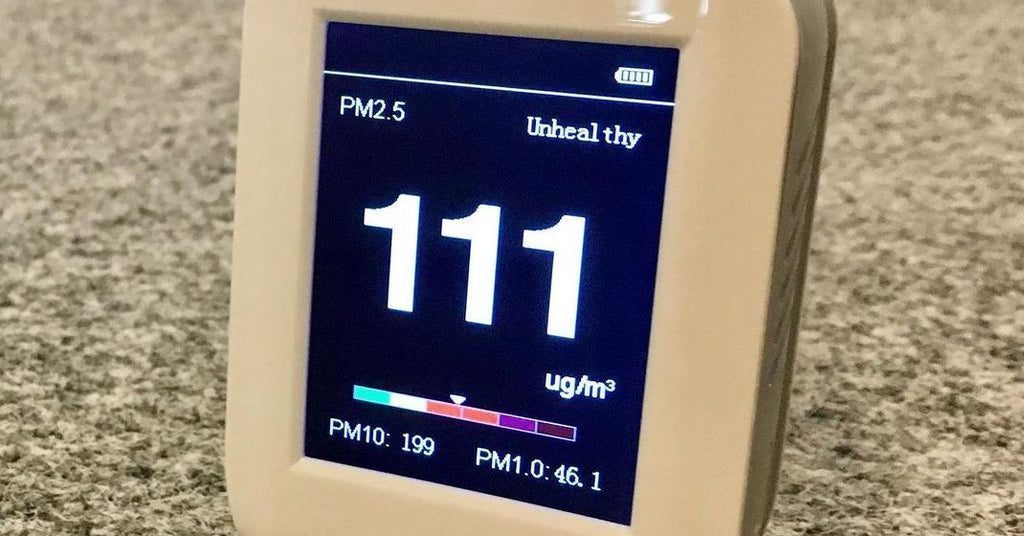 PM2.5
Unhealthy
111
ug/m³
PM10: 199
PM1.0:46.1